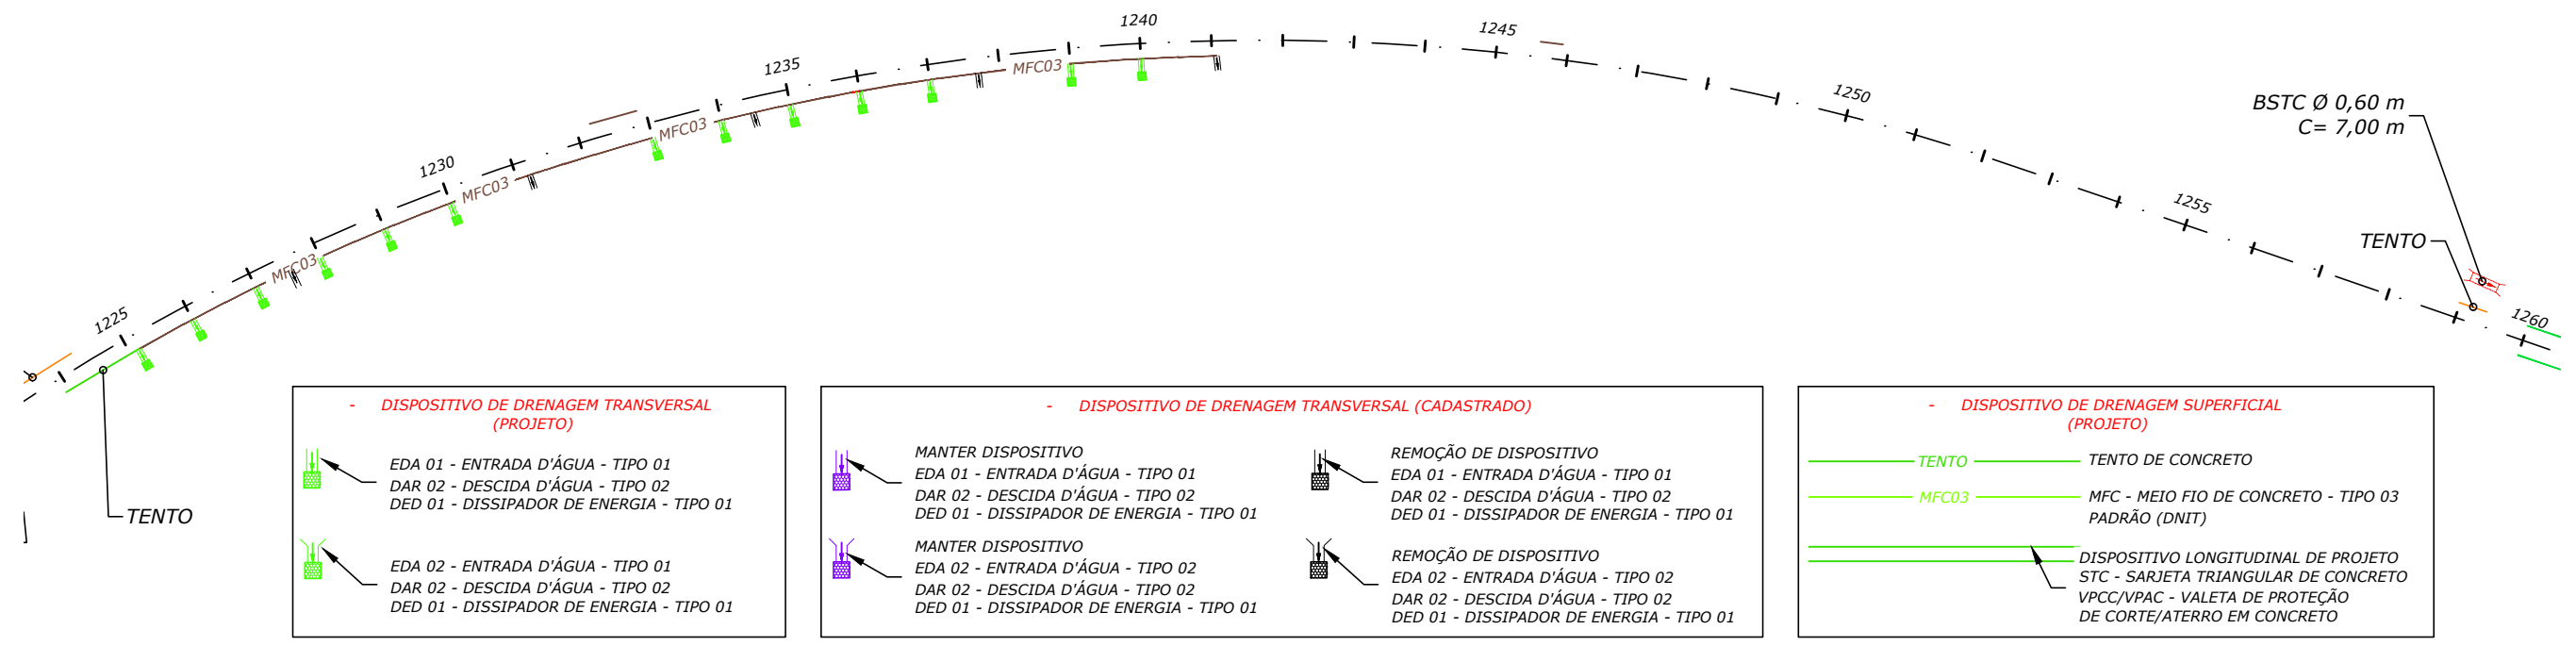 1240
1245
1235
MFC03
1250
BSTC Ø 0,60 m
C= 7,00 m
MFC03
1230
MFC03
1255
TENTO
MFC03
1225
1260
TENTO
- DISPOSITIVO DE DRENAGEM TRANSVERSAL
(PROJETO)
EDA 01 - ENTRADA D'ÁGUA - TIPO 01
DAR 02 - DESCIDA D'ÁGUA - TIPO 02
DED 01 - DISSIPADOR DE ENERGIA - TIPO 01
EDA 02 - ENTRADA D'ÁGUA - TIPO 01
DAR 02 - DESCIDA D'ÁGUA - TIPO 02
DED 01 - DISSIPADOR DE ENERGIA - TIPO 01
- DISPOSITIVO DE DRENAGEM TRANSVERSAL (CADASTRADO)
MANTER DISPOSITIVO
EDA 01 - ENTRADA D'ÁGUA - TIPO 01
DAR 02 - DESCIDA D'ÁGUA - TIPO 02
DED 01 - DISSIPADOR DE ENERGIA - TIPO 01
MANTER DISPOSITIVO
EDA 02 - ENTRADA D'ÁGUA - TIPO 02
DAR 02 - DESCIDA D'ÁGUA - TIPO 02
DED 01 - DISSIPADOR DE ENERGIA - TIPO 01
REMOÇÃO DE DISPOSITIVO
EDA 01 - ENTRADA D'ÁGUA - TIPO 01
DAR 02 - DESCIDA D'ÁGUA - TIPO 02
DED 01 - DISSIPADOR DE ENERGIA - TIPO 01
REMOÇÃO DE DISPOSITIVO
EDA 02 - ENTRADA D'ÁGUA - TIPO 02
DAR 02 - DESCIDA D'ÁGUA - TIPO 02
DED 01 - DISSIPADOR DE ENERGIA - TIPO 01
- DISPOSITIVO DE DRENAGEM SUPERFICIAL
(PROJETO)
TENTO TENTO DE CONCRETO
MFC03 MFC - MEIO FIO DE CONCRETO - TIPO 03
PADRÃO (DNIT)
DISPOSITIVO LONGITUDINAL DE PROJETO
STC - SARJETA TRIANGULAR DE CONCRETO
VPCC/VPAC - VALETA DE PROTEÇÃO
DE CORTE/ATERRO EM CONCRETO